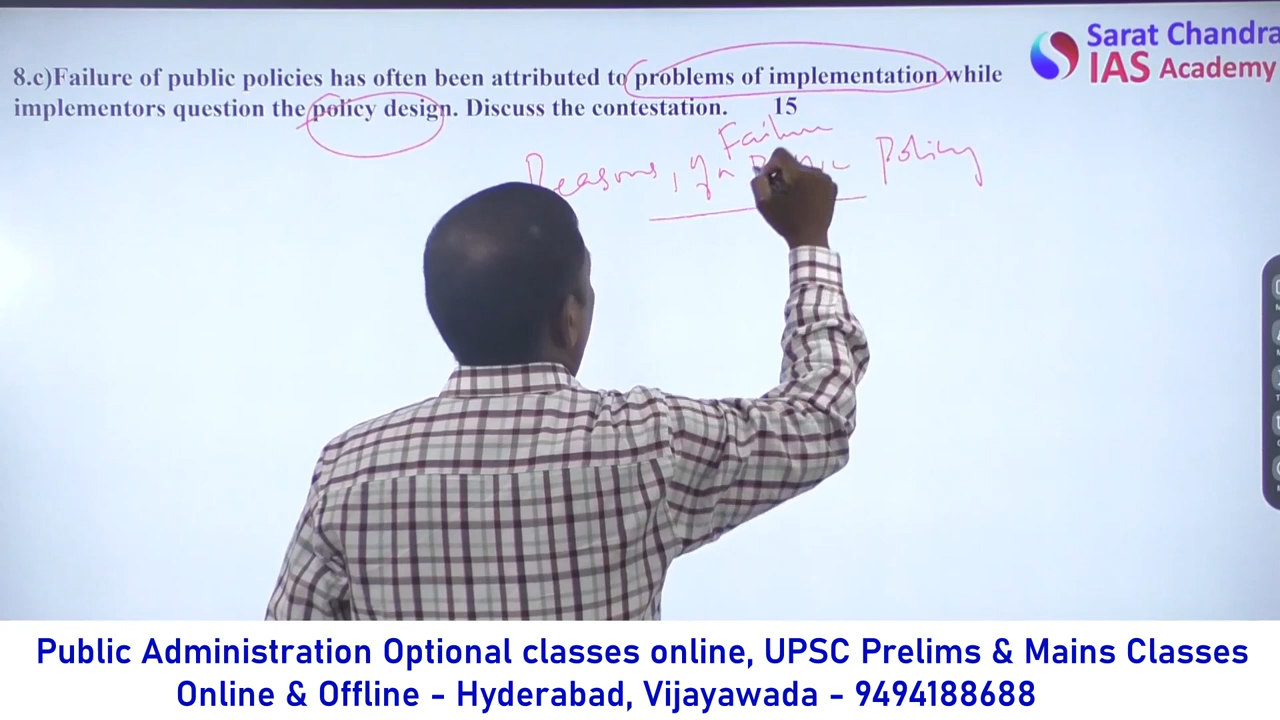 Sarat Chandra
IAS Academy
8.c)Failure of public policies has often been attributed to problems of implementation while
implementors question the policy design. Discuss the contestation. 15
Failure
Reasons, Policy
Public Administration Optional classes online, UPSC Prelims & Mains Classes
Online & Offline - Hyderabad, Vijayawada - 9494188688